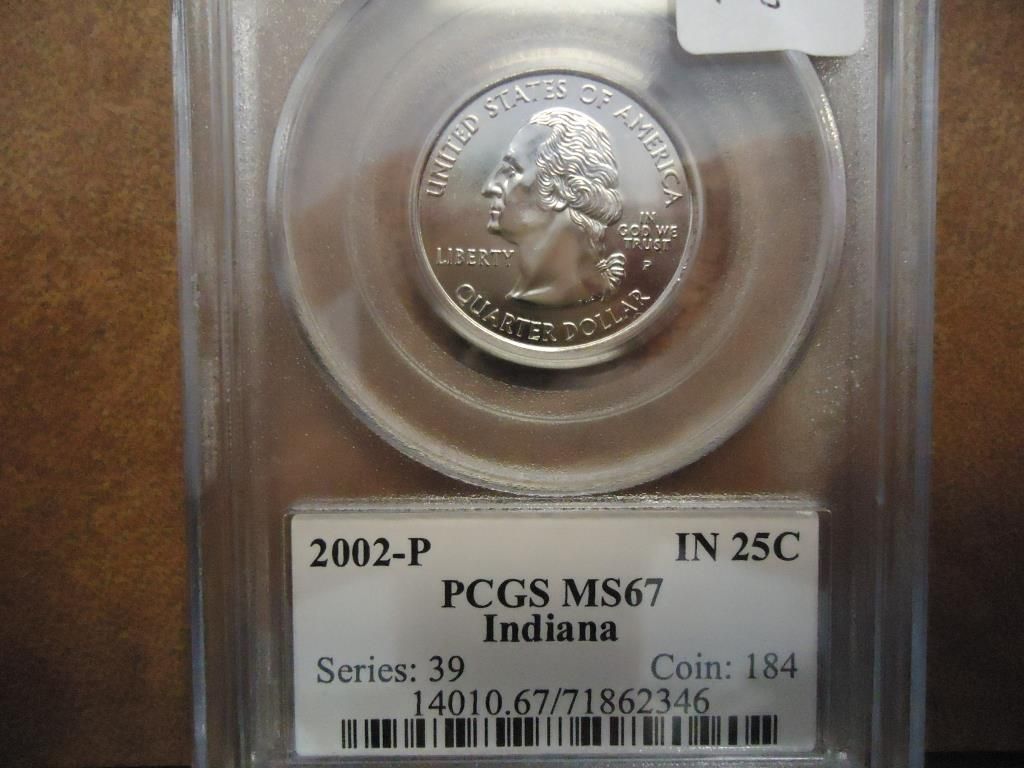 UNITED STATES OF AMERICA
IN
GOD WE
TRUST
P
LIBERTY
QUARTER DOLLAR
2002-P IN 25C
PCGS MS67
Indiana
Series: 39 Coin: 184
14010.67/71862346